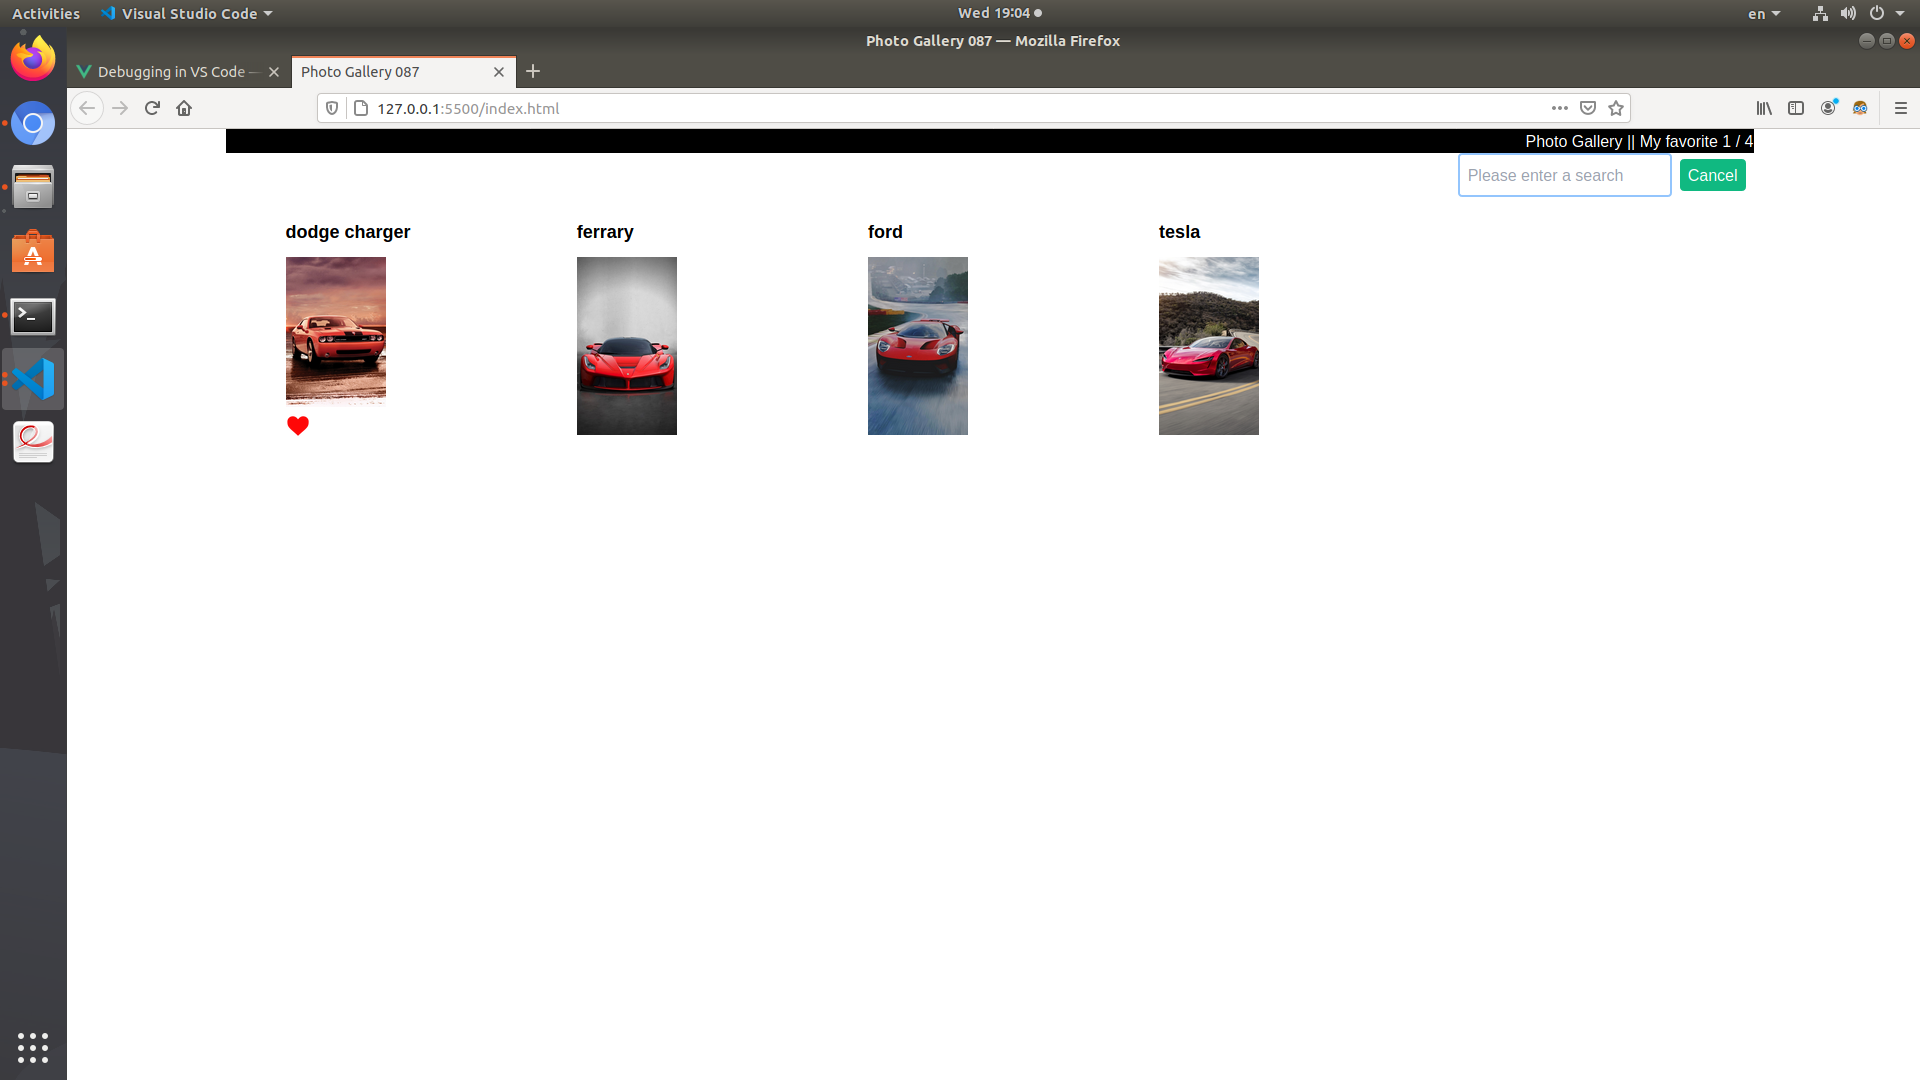 Activities
Visual Studio Code
Wed 19:04
en
Photo Gallery 087 — Mozilla Firefox
Debugging in VS Code —
Photo Gallery 087
127.0.0.1:5500/index.html
Photo Gallery || My favorite 1 / 4
Please enter a search
Cancel
dodge charger
ferrary
ford
tesla